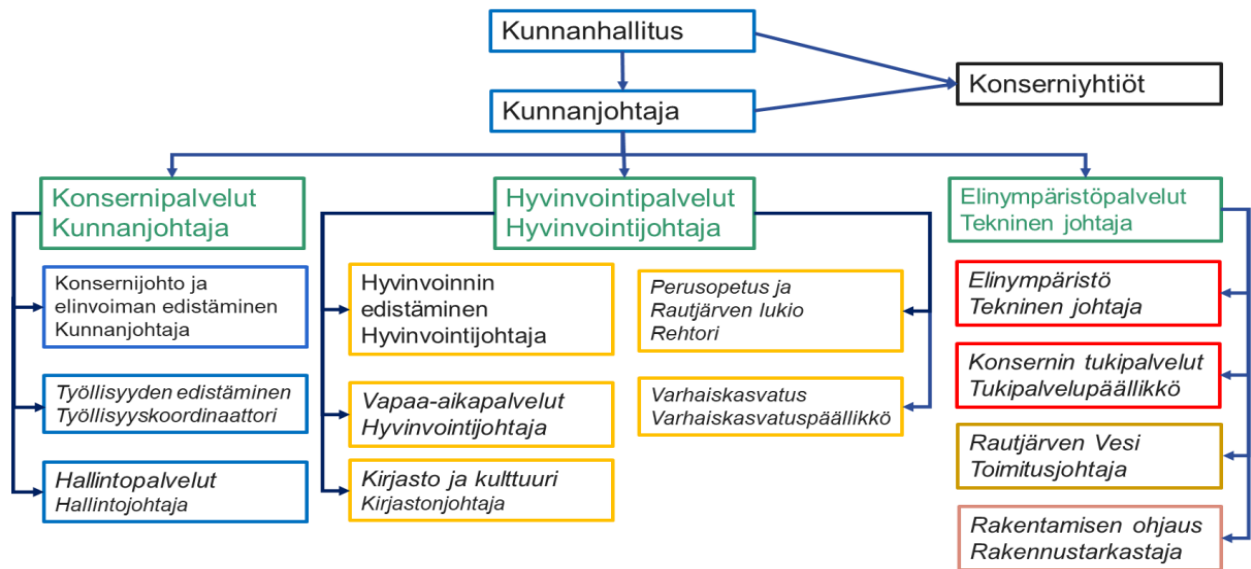 Kunnanhallitus
Kunnanjohtaja
Konserniyhtiöt
Konsernipalvelut
Kunnanjohtaja
Konsernijohto ja
elinvoiman edistäminen
Kunnanjohtaja
Työllisyyden edistäminen
Työllisyyskoordinaattori
Hallintopalvelut
Hallintojohtaja
Hyvinvointipalvelut
Hyvinvointijohtaja
Hyvinvoinnin
edistäminen
Hyvinvointijohtaja
Vapaa-aikapalvelut
Hyvinvointijohtaja
Kirjasto ja kulttuuri
Kirjastonjohtaja
Perusopetus ja
Rautjärven lukio
Rehtori
Varhaiskasvatus
Varhaiskasvatuspäällikkö
Elinympäristöpalvelut
Tekninen johtaja
Elinympäristö
Tekninen johtaja
Konsernin tukipalvelut
Tukipalvelupäällikkö
Rautjärven Vesi
Toimitusjohtaja
Rakentamisen ohjaus
Rakennustarkastaja